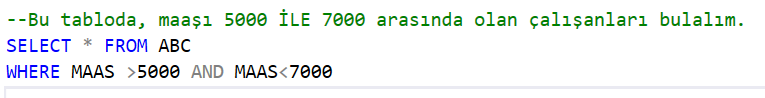 --Bu tabloda, maaşı 5000 İLE 7000 arasında olan çalışanları bulalım.
SELECT * FROM ABC
WHERE MAAS >5000 AND MAAS<7000